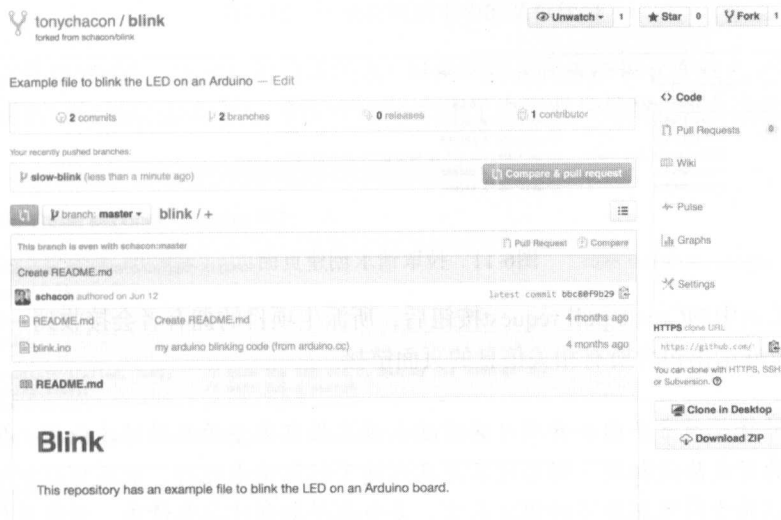 tonychacon / blink
forked from schacon/blink
Unwatch 1
Star 0
Fork 1
Example file to blink the LED on an Arduino — Edit
2 commits
2 branches
0 releases
1 contributor
Your recently pushed branches:
slow-blink (less than a minute ago)
Compare & pull request
branch: master
blink / +
This branch is even with schacon:master
Pull Request
Compare
Create README.md
schacon authored on Jun 12
latest commit bbc80f9b29
README.md Create README.md 4 months ago
blink.ino my arduino blinking code (from arduino.cc) 4 months ago
README.md
Blink
This repository has an example file to blink the LED on an Arduino board.
Code
Pull Requests 0
Wiki
Pulse
Graphs
Settings
HTTPS clone URL
https://github.com/
You can clone with HTTPS, SSH
or Subversion.
Clone in Desktop
Download ZIP